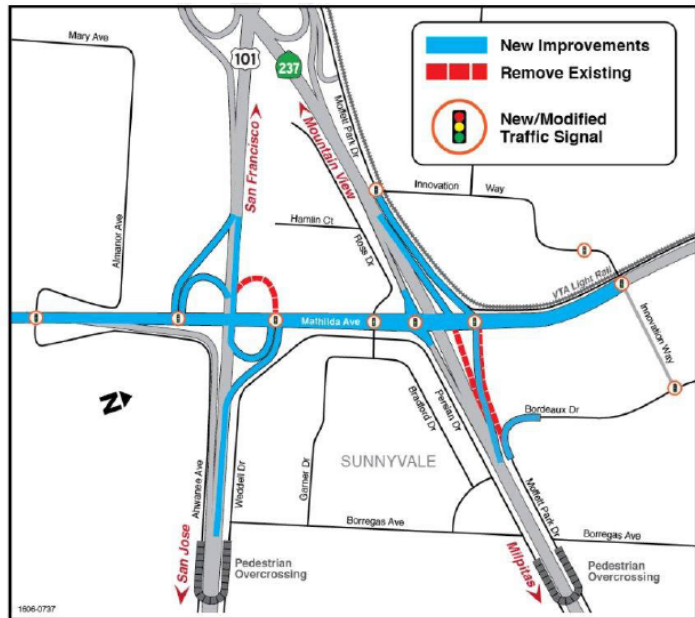 Mary Ave
101
237
New Improvements
Remove Existing
New/Modified
Traffic Signal
San Francisco
Mountain View
Moffett Park Dr
Innovation Way
Almanor Ave
Hamlin Ct
Ross Dr
VTA Light Rail
Mathilda Ave
Innovation Way
N
Bordeaux Dr
Ahwanee Ave
Weddell Dr
Garner Dr
Bradford Dr
Persian Dr
SUNNYVALE
Moffett Park Dr
Borregas Ave
Borregas Ave
San Jose
Pedestrian
Overcrossing
Milpitas
Pedestrian
Overcrossing
1606-0737